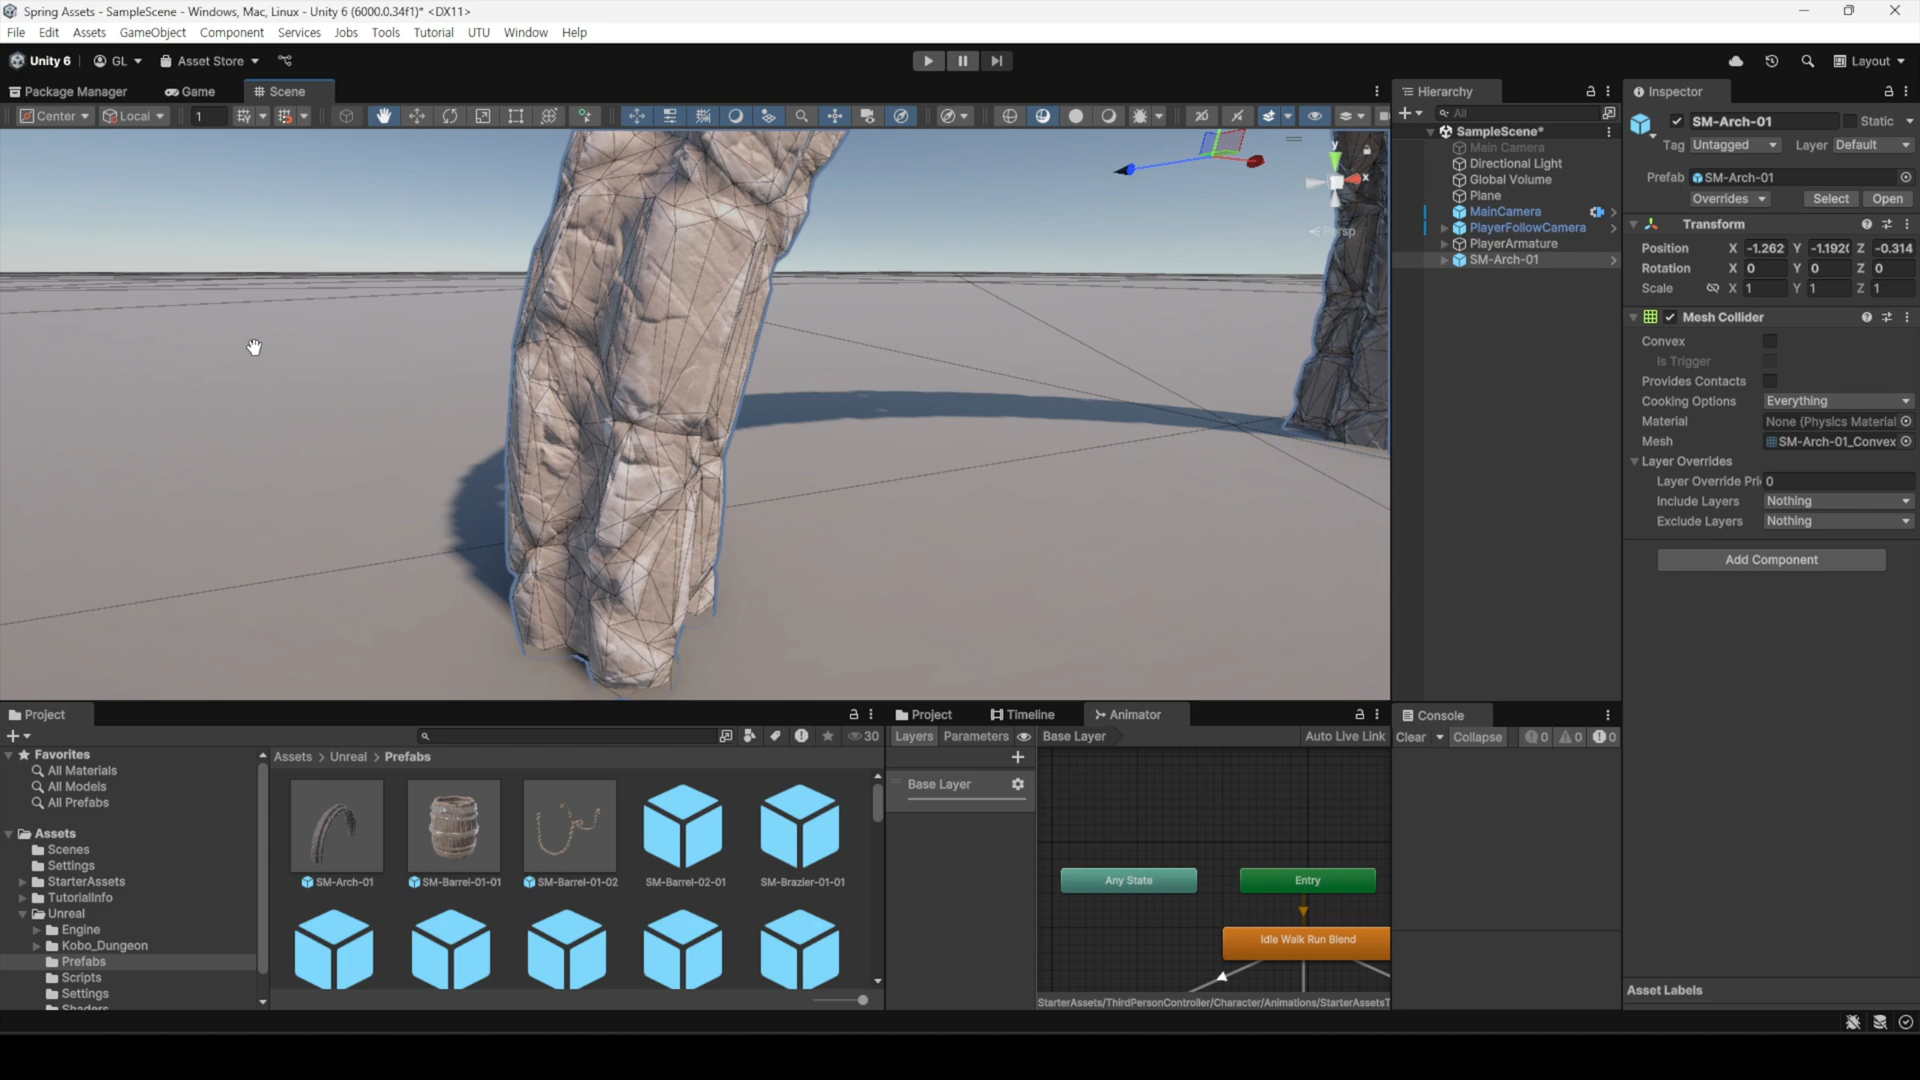 Spring Assets - SampleScene - Windows, Mac, Linux - Unity 6 (6000.0.34f1)* <DX11>
File Edit Assets GameObject Component Services Jobs Tools Tutorial UTU Window Help
Unity 6 GL Asset Store Layout
Package Manager Game Scene
Center Local 1
y
x
Persp
Hierarchy
All
SampleScene*
Main Camera
Directional Light
Global Volume
Plane
MainCamera
PlayerFollowCamera
PlayerArmature
SM-Arch-01
Inspector
SM-Arch-01 Static
Tag Untagged Layer Default
Prefab SM-Arch-01
Overrides Select Open
Transform
Position X -1.262 Y -1.192( Z -0.314
Rotation X 0 Y 0 Z 0
Scale X 1 Y 1 Z 1
Mesh Collider
Convex
Is Trigger
Provides Contacts
Cooking Options Everything
Material None (Physics Material
Mesh SM-Arch-01_Convex
Layer Overrides
Layer Override Pri 0
Include Layers Nothing
Exclude Layers Nothing
Add Component
Asset Labels
Project
30
Favorites
All Materials
All Models
All Prefabs
Assets
Scenes
Settings
StarterAssets
TutorialInfo
Unreal
Engine
Kobo_Dungeon
Prefabs
Scripts
Settings
Shaders
Assets > Unreal > Prefabs
SM-Arch-01 SM-Barrel-01-01 SM-Barrel-01-02 SM-Barrel-02-01 SM-Brazier-01-01
Project Timeline Animator
Layers Parameters Base Layer Auto Live Link
Base Layer
Any State Entry
Idle Walk Run Blend
StarterAssets/ThirdPersonController/Character/Animations/StarterAssetsT
Console
Clear Collapse 0 0 0